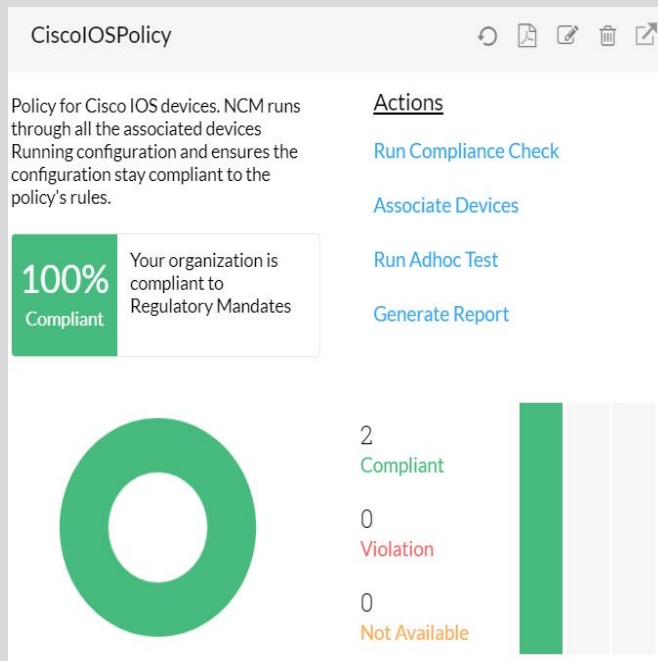 CiscoIOSPolicy
Policy for Cisco IOS devices. NCM runs
through all the associated devices
Running configuration and ensures the
configuration stay compliant to the
policy's rules.
100%
Compliant
Your organization is
compliant to
Regulatory Mandates
Actions
Run Compliance Check
Associate Devices
Run Adhoc Test
Generate Report
2
Compliant
0
Violation
0
Not Available